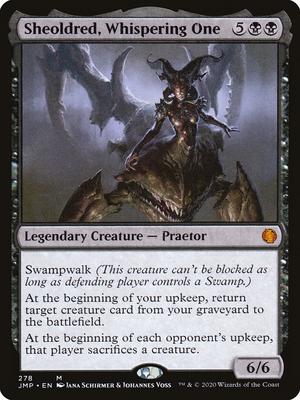 Sheoldred, Whispering One 5
Legendary Creature — Praetor
Swampwalk (This creature can't be blocked as
long as defending player controls a Swamp.)
At the beginning of your upkeep, return
target creature card from your graveyard to
the battlefield.
At the beginning of each opponent's upkeep,
that player sacrifices a creature.
6/6
278 M
JMP • EN Iana Schirmer & Johannes Voss ™ & © 2020 Wizards of the Coast